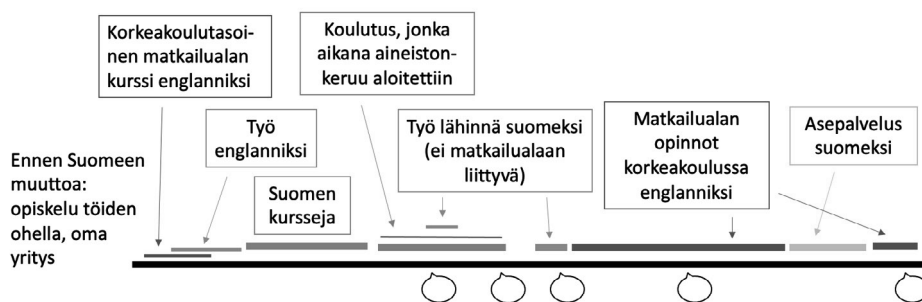 Korkeakoulutasoi-
nen matkailualan
kurssi englanniksi
Koulutus, jonka
aikana aineiston-
keruu aloitettiin
Työ
englanniksi
Työ lähinnä suomeksi
(ei matkailualaan
liittyvä)
Matkailualan
opinnot
korkeakoulussa
englanniksi
Asepalvelus
suomeksi
Ennen Suomeen
muuttoa:
opiskelu töiden
ohella, oma
yritys
Suomen
kursseja